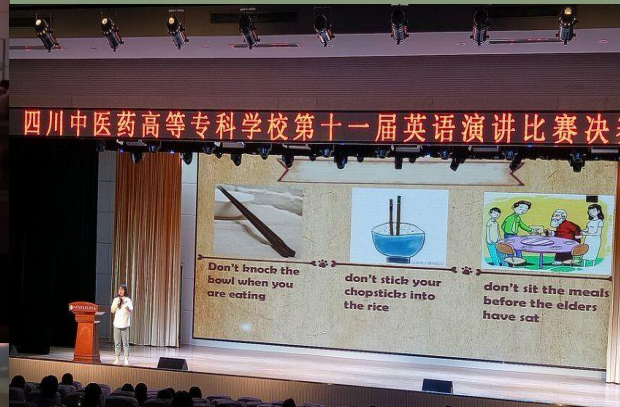 四川中医药高等专科学校第十一届英语演讲比赛决
Don't knock the
bowl when you
are eating
don't stick your
chopsticks into
the rice
don't sit the meals
before the elders
have sat